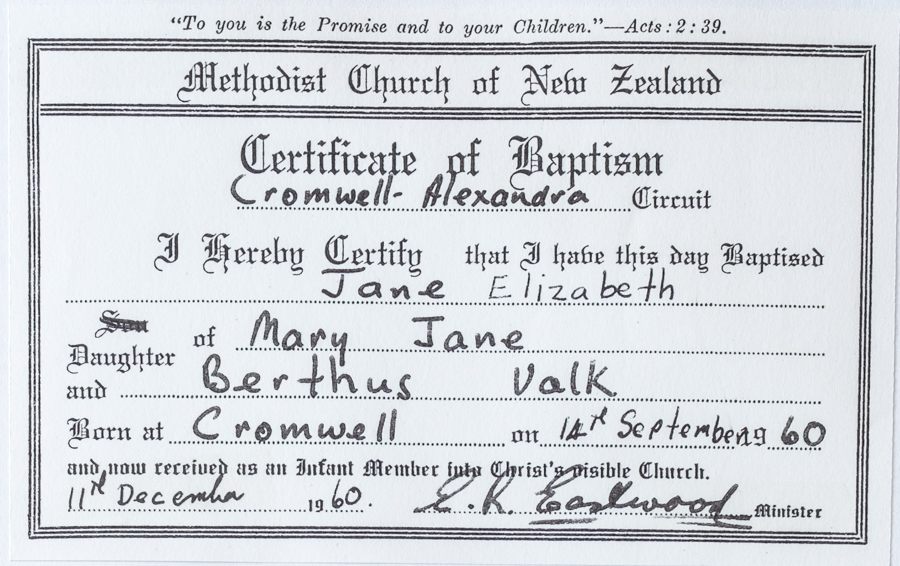 "To you is the Promise and to your Children."—Acts : 2 : 39.
Methodist Church of New Zealand
Certificate of Baptism
Cromwell-Alexandra Circuit
I Hereby Certify that I have this day Baptised
Jane Elizabeth
Son
Daughter of Mary Jane
and Berthus Valk
Born at Cromwell on 14th September 1960
and now received as an Infant Member into Christ's visible Church.
11th December 1960. E. R. Eastwood Minister